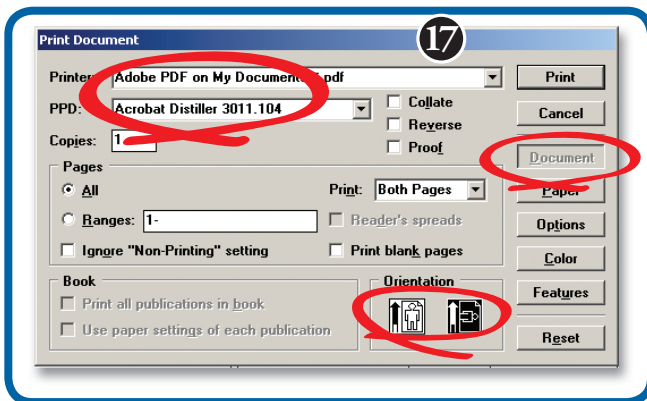 17
Print Document
Printer: Adobe PDF on My Documents\*.pdf Print
PPD: Acrobat Distiller 3011.104 Collate Cancel
Reverse
Copies: 1 Proof Document
Pages Paper
All Print: Both Pages
Ranges: 1- Reader's spreads Options
Ignore "Non-Printing" setting Print blank pages Color
Book Orientation Features
Print all publications in book
Use paper settings of each publication Reset